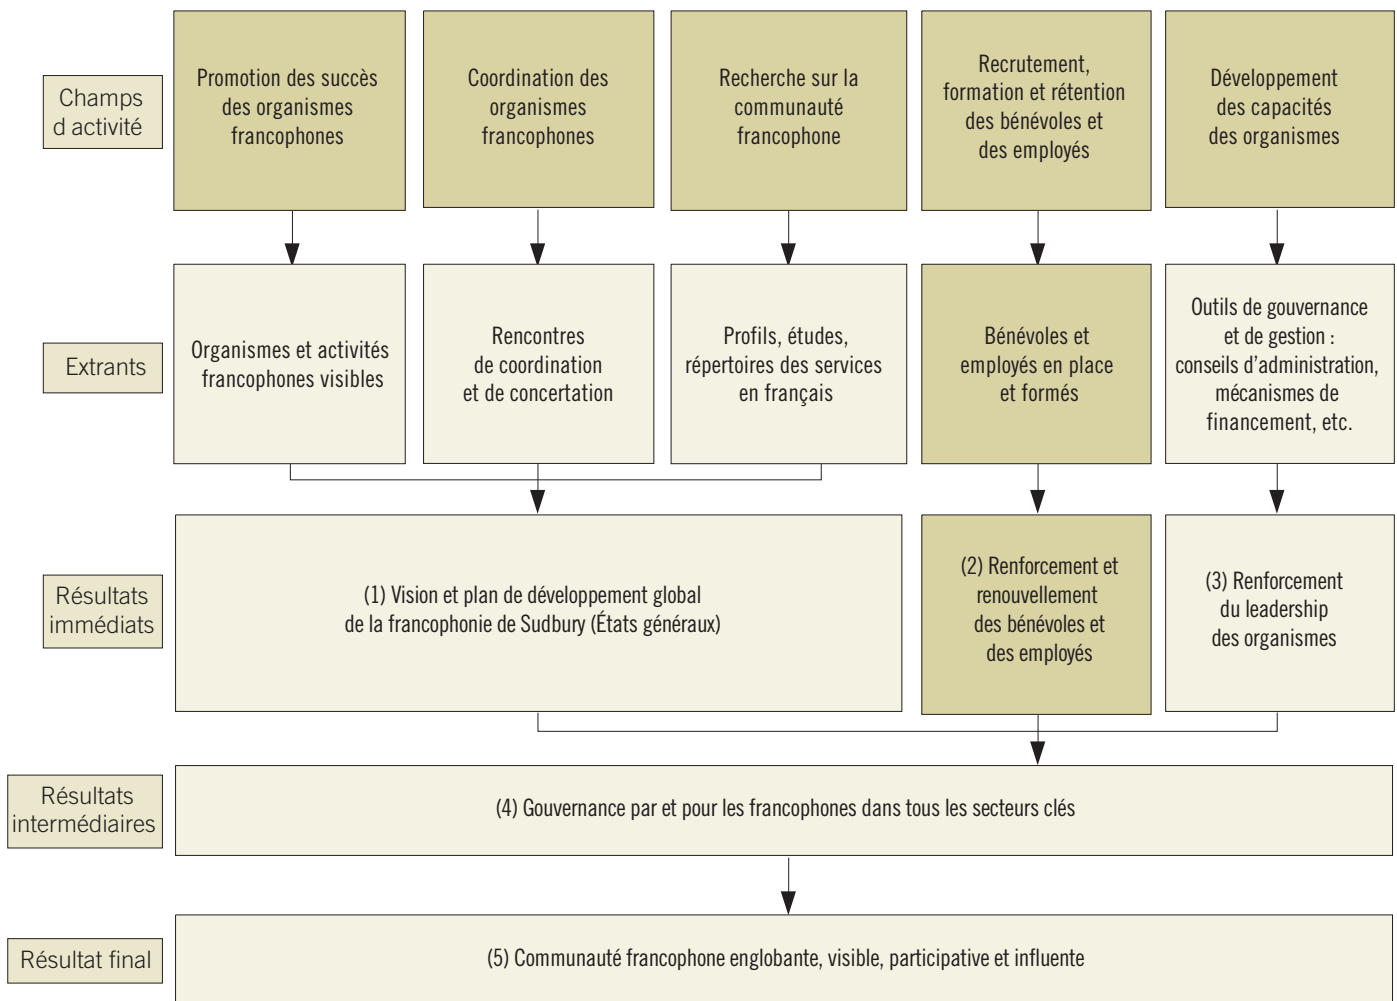 Champs
d activité
Promotion des succès
des organismes
francophones
Coordination des
organismes
francophones
Recherche sur la
communauté
francophone
Recrutement,
formation et rétention
des bénévoles et
des employés
Développement
des capacités
des organismes
Extrants
Organismes et activités
francophones visibles
Rencontres
de coordination
et de concertation
Profils, études,
répertoires des services
en français
Bénévoles et
employés en place
et formés
Outils de gouvernance
et de gestion :
conseils d’administration,
mécanismes de
financement, etc.
Résultats
immédiats
(1) Vision et plan de développement global
de la francophonie de Sudbury (États généraux)
(2) Renforcement et
renouvellement
des bénévoles et
des employés
(3) Renforcement
du leadership
des organismes
Résultats
intermédiaires
(4) Gouvernance par et pour les francophones dans tous les secteurs clés
Résultat final
(5) Communauté francophone englobante, visible, participative et influente